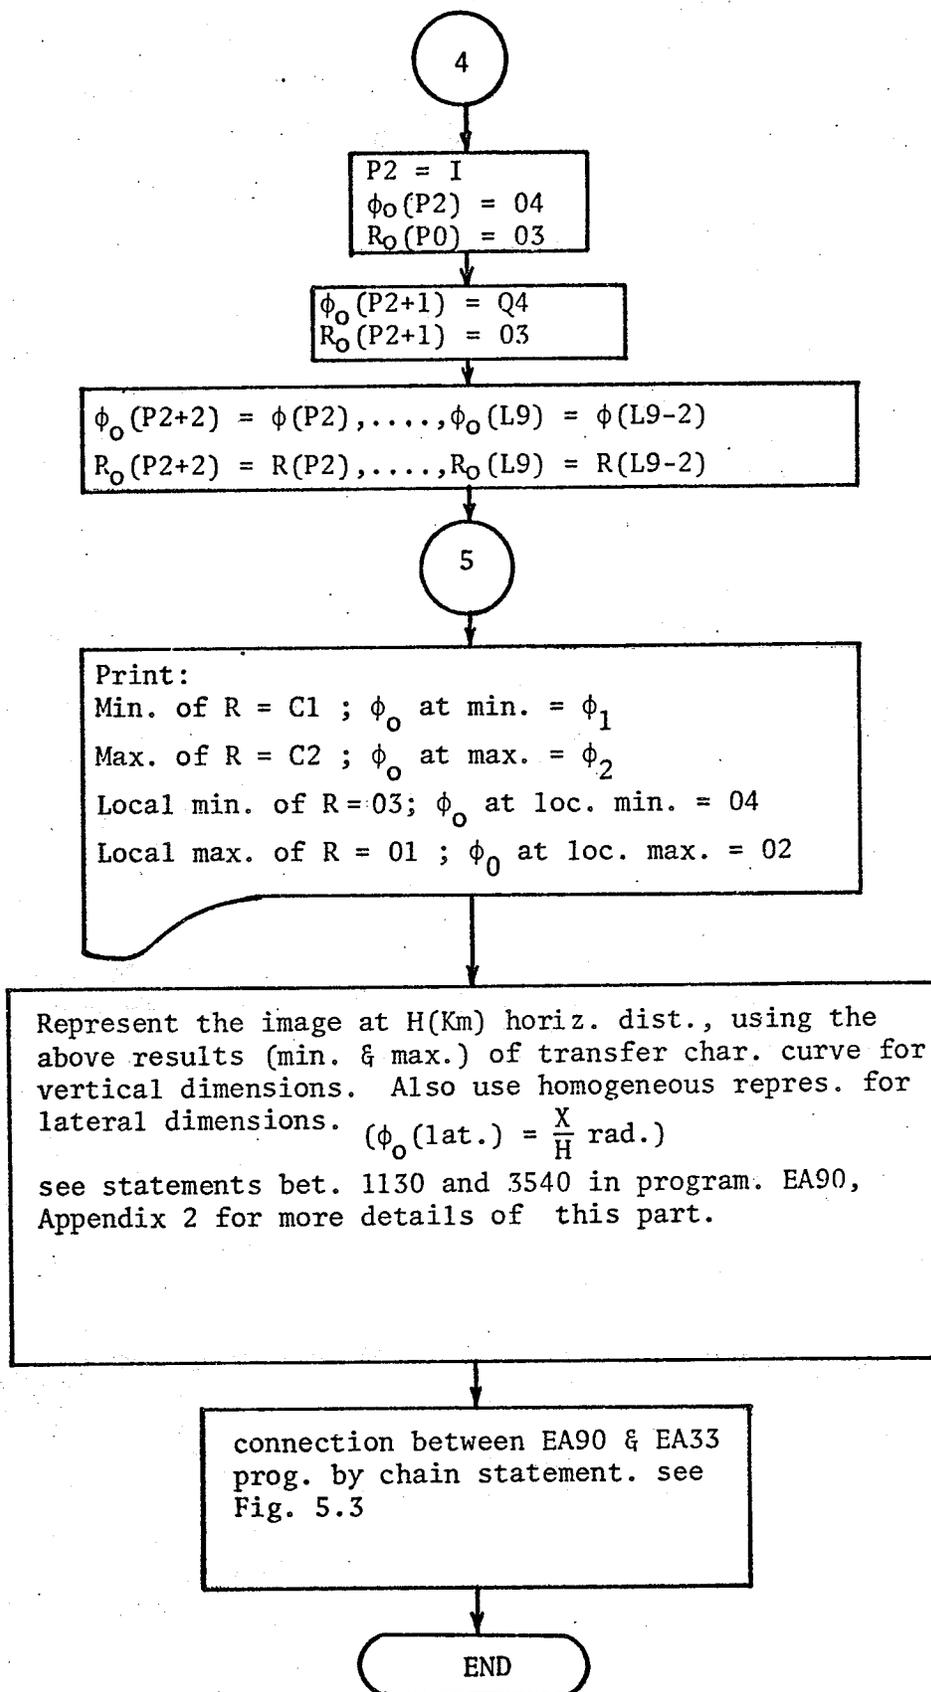 4
P2 = I
ϕo(P2) = 04
Ro(P0) = 03
ϕo(P2+1) = Q4
Ro(P2+1) = 03
ϕo(P2+2) = ϕ(P2),....,ϕo(L9) = ϕ(L9-2)
Ro(P2+2) = R(P2),....,Ro(L9) = R(L9-2)
5
Print:
Min. of R = C1 ; ϕo at min. = ϕ1
Max. of R = C2 ; ϕo at max. = ϕ2
Local min. of R = 03; ϕo at loc. min. = 04
Local max. of R = 01 ; ϕ0 at loc. max. = 02
Represent the image at H(Km) horiz. dist., using the
above results (min. & max.) of transfer char. curve for
vertical dimensions. Also use homogeneous repres. for
lateral dimensions. (ϕo(lat.) = X/H rad.)
see statements bet. 1130 and 3540 in program. EA90,
Appendix 2 for more details of this part.
connection between EA90 & EA33
prog. by chain statement. see
Fig. 5.3
END